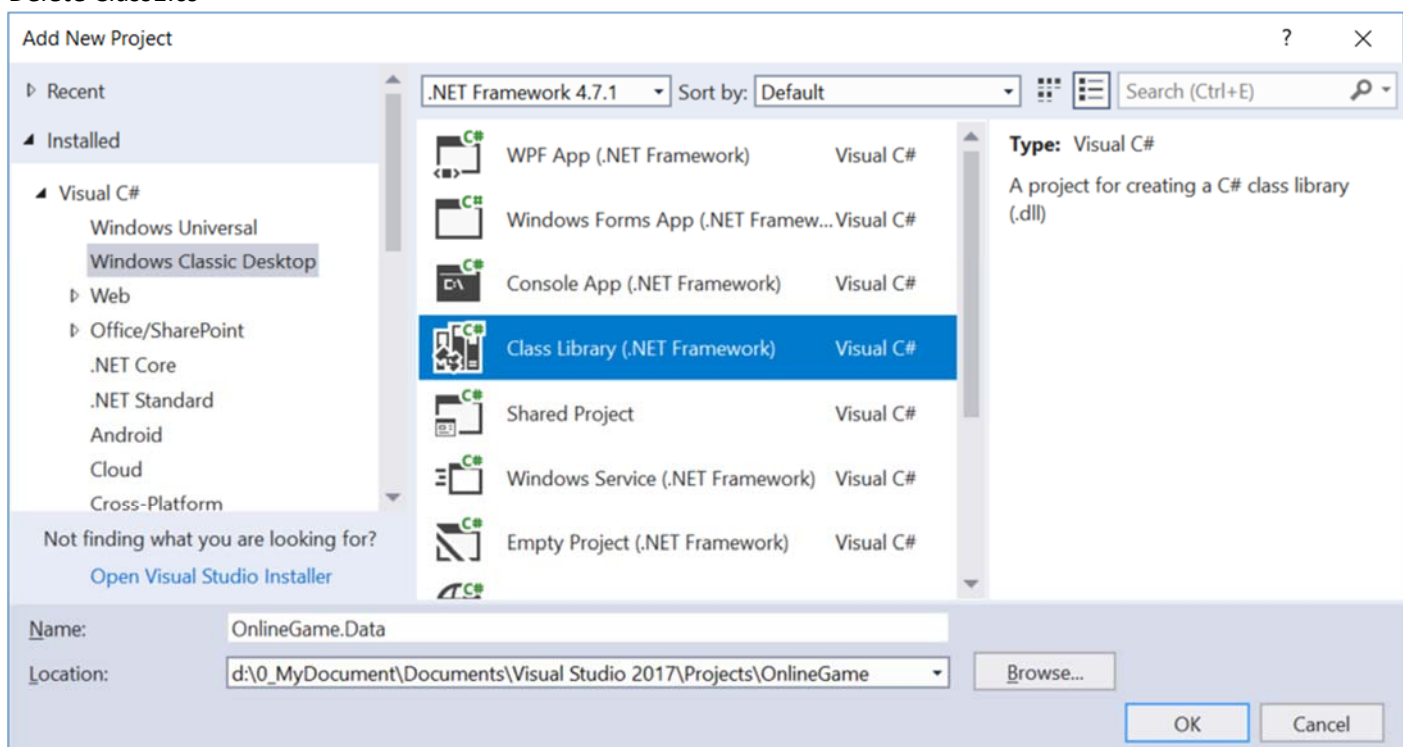 Delete Class1.cs
Add New Project
?
Recent
Installed
Visual C#
Windows Universal
Windows Classic Desktop
Web
Office/SharePoint
.NET Core
.NET Standard
Android
Cloud
Cross-Platform
Not finding what you are looking for?
Open Visual Studio Installer
.NET Framework 4.7.1
Sort by: Default
Search (Ctrl+E)
C# WPF App (.NET Framework) Visual C#
C# Windows Forms App (.NET Framew... Visual C#
C# Console App (.NET Framework) Visual C#
C# Class Library (.NET Framework) Visual C#
C# Shared Project Visual C#
C# Windows Service (.NET Framework) Visual C#
C# Empty Project (.NET Framework) Visual C#
C#
Type: Visual C#
A project for creating a C# class library
(.dll)
Name: OnlineGame.Data
Location: d:\0_MyDocument\Documents\Visual Studio 2017\Projects\OnlineGame
Browse...
OK Cancel